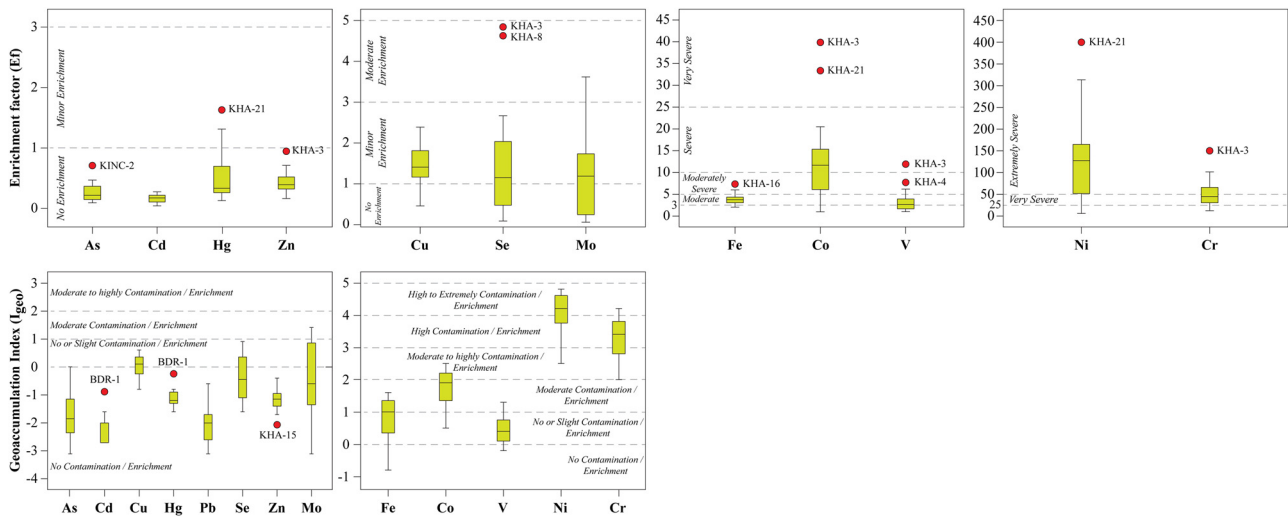 Enrichment factor (Ef)
3
2
1
0
No Enrichment
Minor Enrichment
KINC-2
KHA-21
KHA-3
As Cd Hg Zn
5
4
3
2
1
0
Moderate
Enrichment
Minor
Enrichment
No
Enrichment
KHA-3
KHA-8
Cu Se Mo
45
40
35
30
25
20
15
10
5
3
0
Very Severe
Severe
Moderately
Severe
Moderate
KHA-16
KHA-3
KHA-21
KHA-3
KHA-4
Fe Co V
450
400
350
300
250
200
150
100
50
25
0
Extremely Severe
Very Severe
KHA-21
KHA-3
Ni Cr
Geoaccumulation Index (Igeo)
3
2
1
0
-1
-2
-3
-4
Moderate to highly Contamination / Enrichment
Moderate Contamination / Enrichment
No or Slight Contamination / Enrichment
BDR-1
BDR-1
KHA-15
No Contamination / Enrichment
As Cd Cu Hg Pb Se Zn Mo
5
4
3
2
1
0
-1
High to Extremely Contamination /
Enrichment
High Contamination / Enrichment
Moderate to highly Contamination /
Enrichment
Moderate Contamination /
Enrichment
No or Slight Contamination /
Enrichment
No Contamination /
Enrichment
Fe Co V Ni Cr